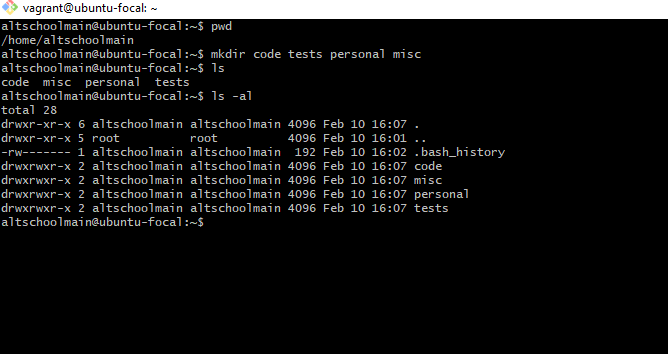 vagrant@ubuntu-focal: ~
altschoolmain@ubuntu-focal:~$ pwd
/home/altschoolmain
altschoolmain@ubuntu-focal:~$ mkdir code tests personal misc
altschoolmain@ubuntu-focal:~$ ls
code  misc  personal  tests
altschoolmain@ubuntu-focal:~$ ls -al
total 28
drwxr-xr-x 6 altschoolmain altschoolmain 4096 Feb 10 16:07 .
drwxr-xr-x 5 root          root          4096 Feb 10 16:01 ..
-rw------- 1 altschoolmain altschoolmain  192 Feb 10 16:02 .bash_history
drwxrwxr-x 2 altschoolmain altschoolmain 4096 Feb 10 16:07 code
drwxrwxr-x 2 altschoolmain altschoolmain 4096 Feb 10 16:07 misc
drwxrwxr-x 2 altschoolmain altschoolmain 4096 Feb 10 16:07 personal
drwxrwxr-x 2 altschoolmain altschoolmain 4096 Feb 10 16:07 tests
altschoolmain@ubuntu-focal:~$